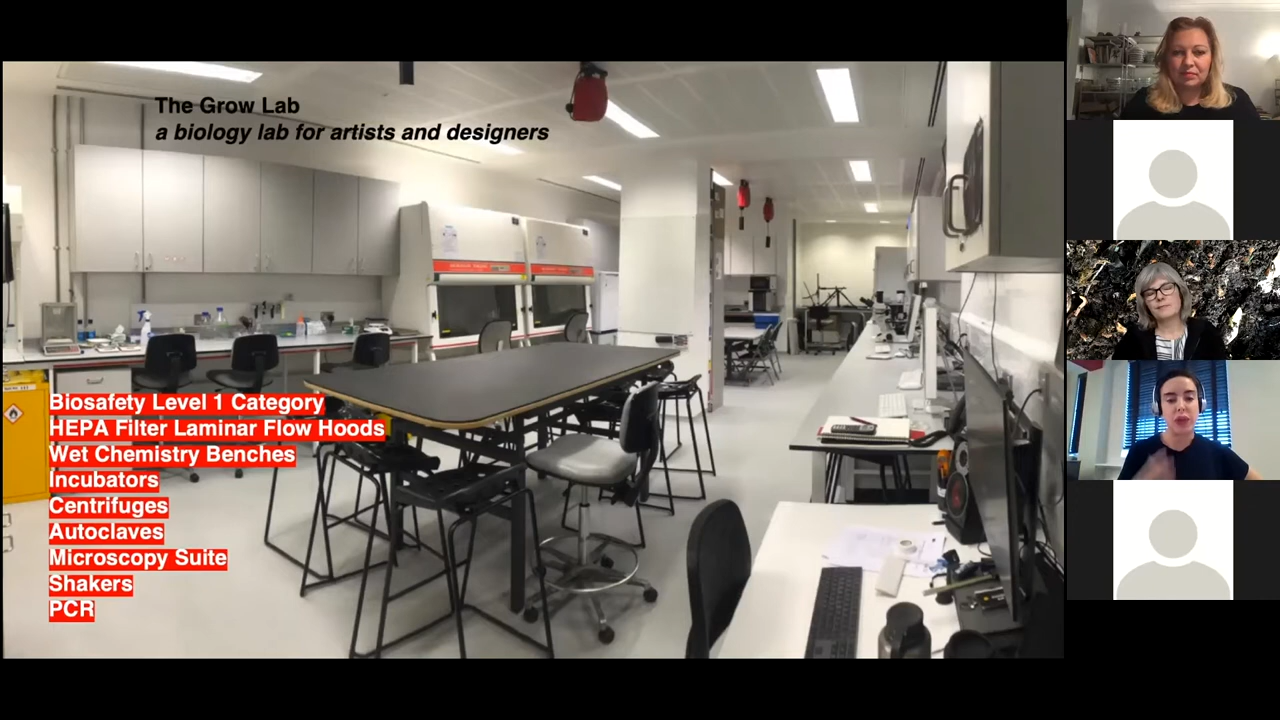 The Grow Lab
a biology lab for artists and designers
Biosafety Level 1 Category
HEPA Filter Laminar Flow Hoods
Wet Chemistry Benches
Incubators
Centrifuges
Autoclaves
Microscopy Suite
Shakers
PCR